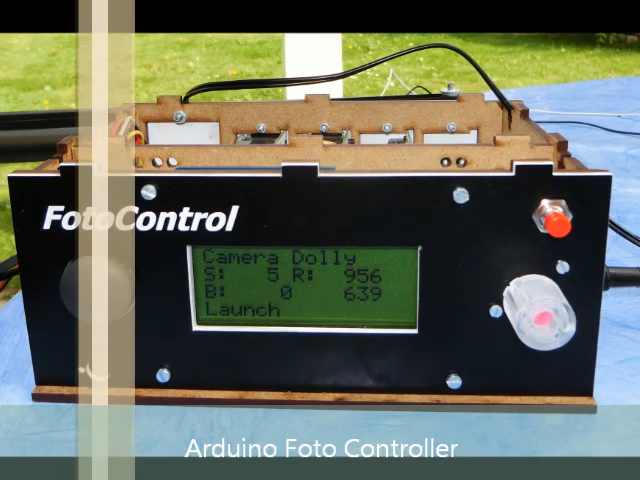 FotoControl
Camera Dolly
S: 5 R: 956
B: 0 639
Launch
Arduino Foto Controller